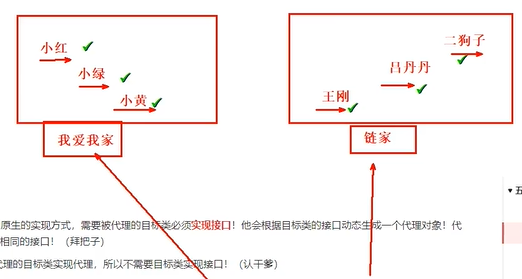 小红
小绿
小黄
我爱我家
二狗子
吕丹丹
王刚
链家
原生的实现方式，需要被代理的目标类必须实现接口！他会根据目标类的接口动态生成一个代理对象！代
相同的接口！（拜把子）
代理的目标类实现代理，所以不需要目标类实现接口！（认干爹）
▼ 五